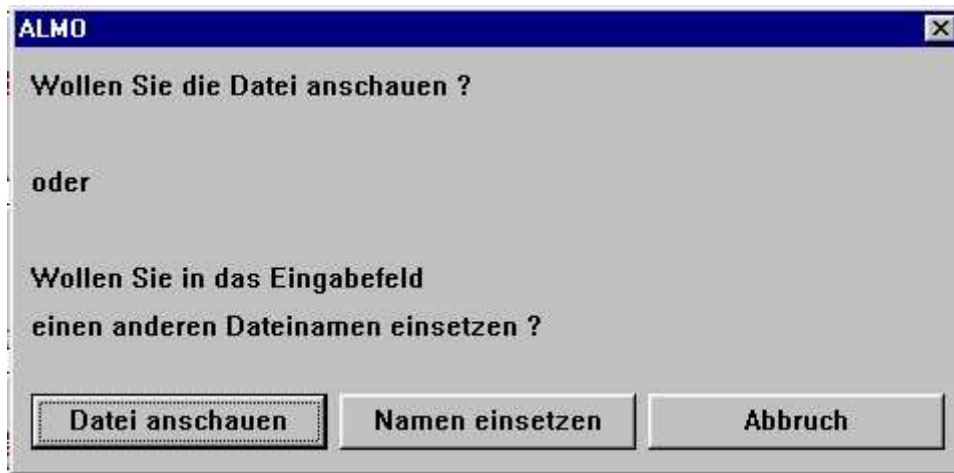 ALMO
Wollen Sie die Datei anschauen ?
oder
Wollen Sie in das Eingabefeld
einen anderen Dateinamen einsetzen ?
Datei anschauen
Namen einsetzen
Abbruch